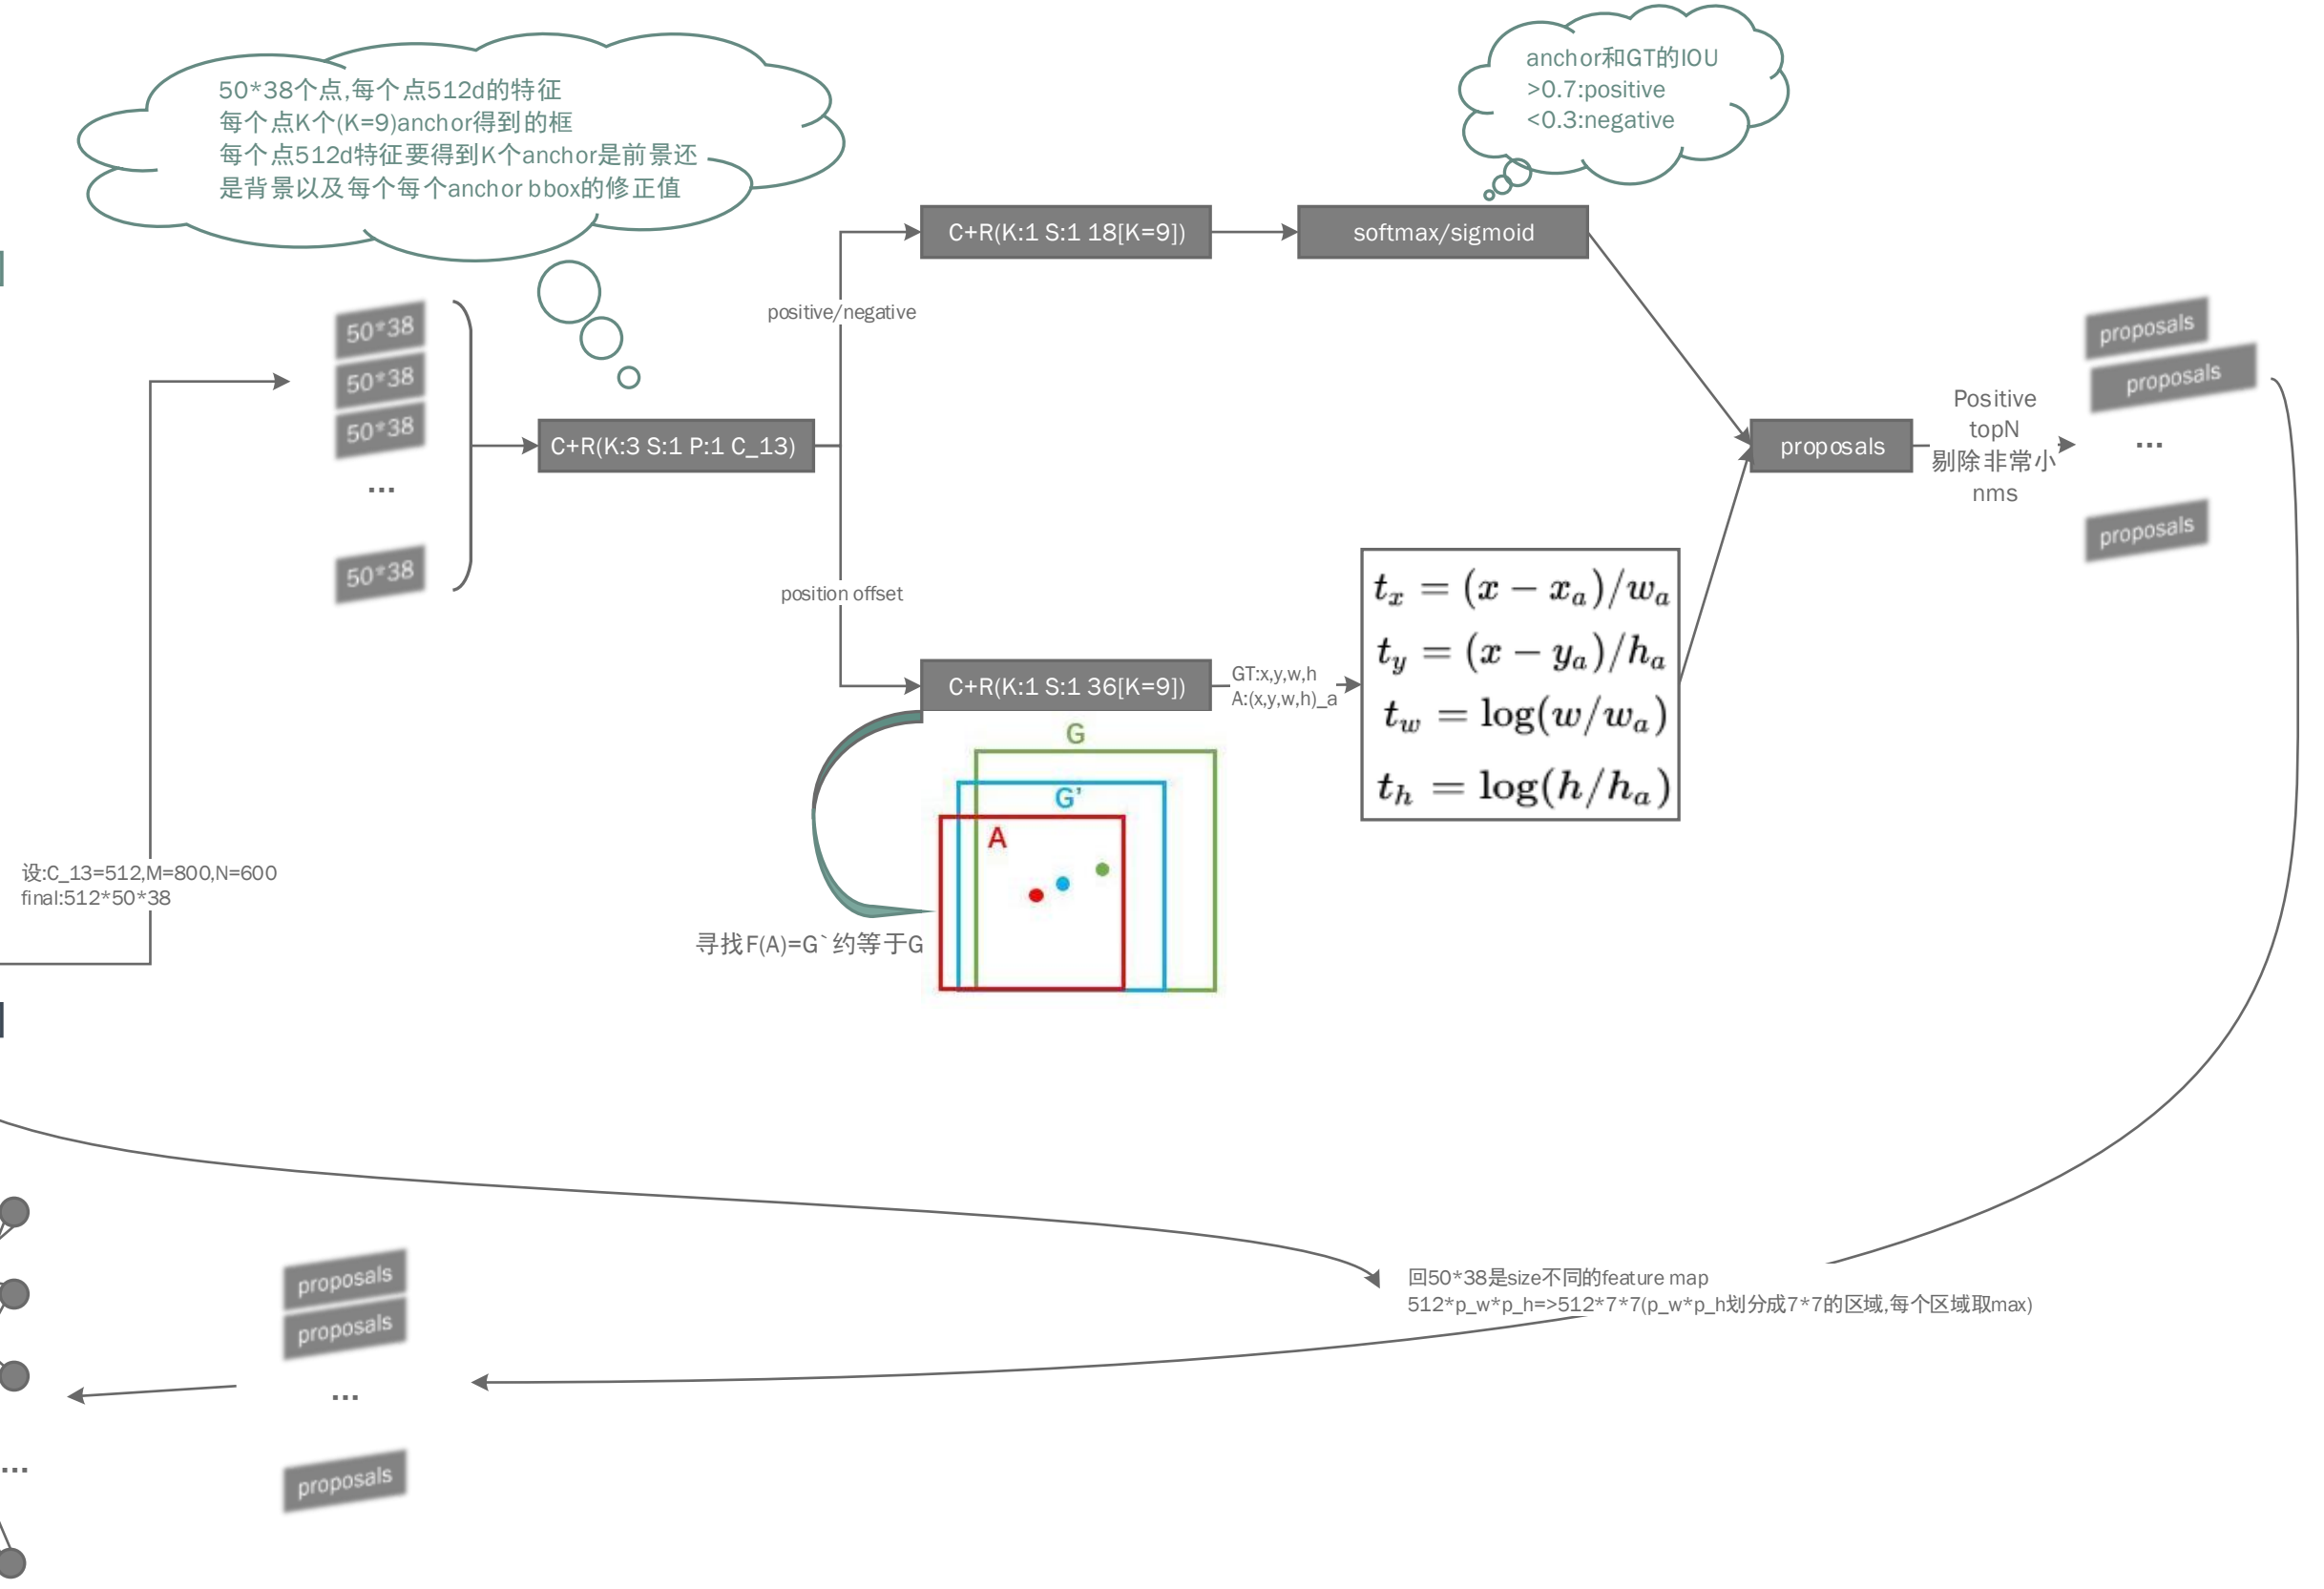 50*38个点,每个点512d的特征
每个点K个(K=9)anchor得到的框
每个点512d特征要得到K个anchor是前景还
是背景以及每个每个anchor bbox的修正值
anchor和GT的IOU
>0.7:positive
<0.3:negative
C+R(K:1 S:1 18[K=9])
softmax/sigmoid
positive/negative
50*38
50*38
50*38
...
50*38
C+R(K:3 S:1 P:1 C_13)
proposals
Positive
topN
剔除非常小
nms
proposals
proposals
...
proposals
position offset
C+R(K:1 S:1 36[K=9])
GT:x,y,w,h
A:(x,y,w,h)_a
t_x = (x − x_a)/w_a
t_y = (x − y_a)/h_a
t_w = log(w/w_a)
t_h = log(h/h_a)
G
G'
A
寻找F(A)=G`约等于G
设:C_13=512,M=800,N=600
final:512*50*38
回50*38是size不同的feature map
512*p_w*p_h=>512*7*7(p_w*p_h划分成7*7的区域,每个区域取max)
proposals
proposals
...
proposals
...